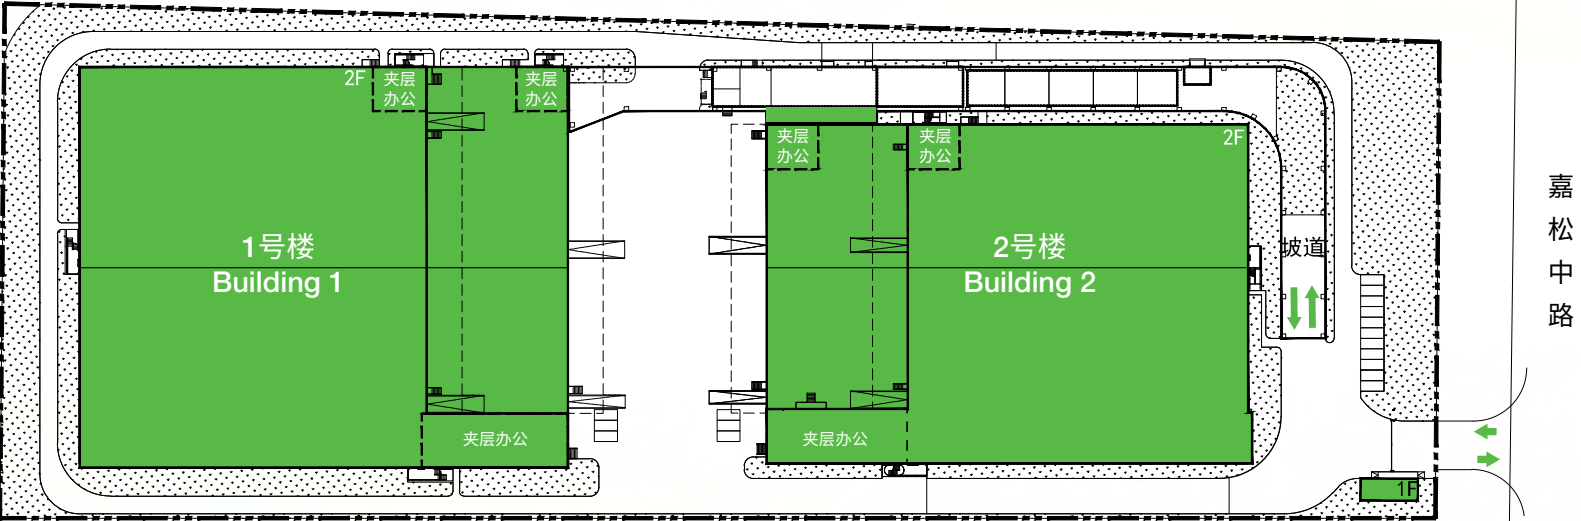 2F
夹层
办公
夹层
办公
夹层
办公
夹层
办公
2F
1号楼
Building 1
2号楼
Building 2
坡道
嘉松中路
夹层办公
夹层办公
1F